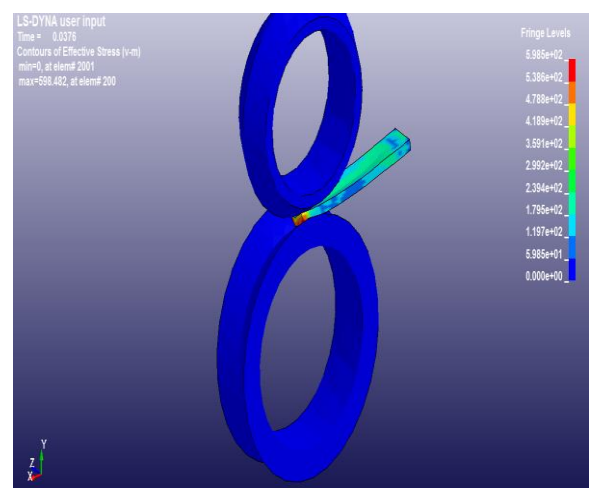 LS-DYNA user input
Time = 0.0376
Contours of Effective Stress (v-m)
min=0, at elem# 2001
max=598.482, at elem# 200
Fringe Levels
5.985e+02
5.386e+02
4.788e+02
4.189e+02
3.591e+02
2.992e+02
2.394e+02
1.795e+02
1.197e+02
5.985e+01
0.000e+00
Y
Z
X